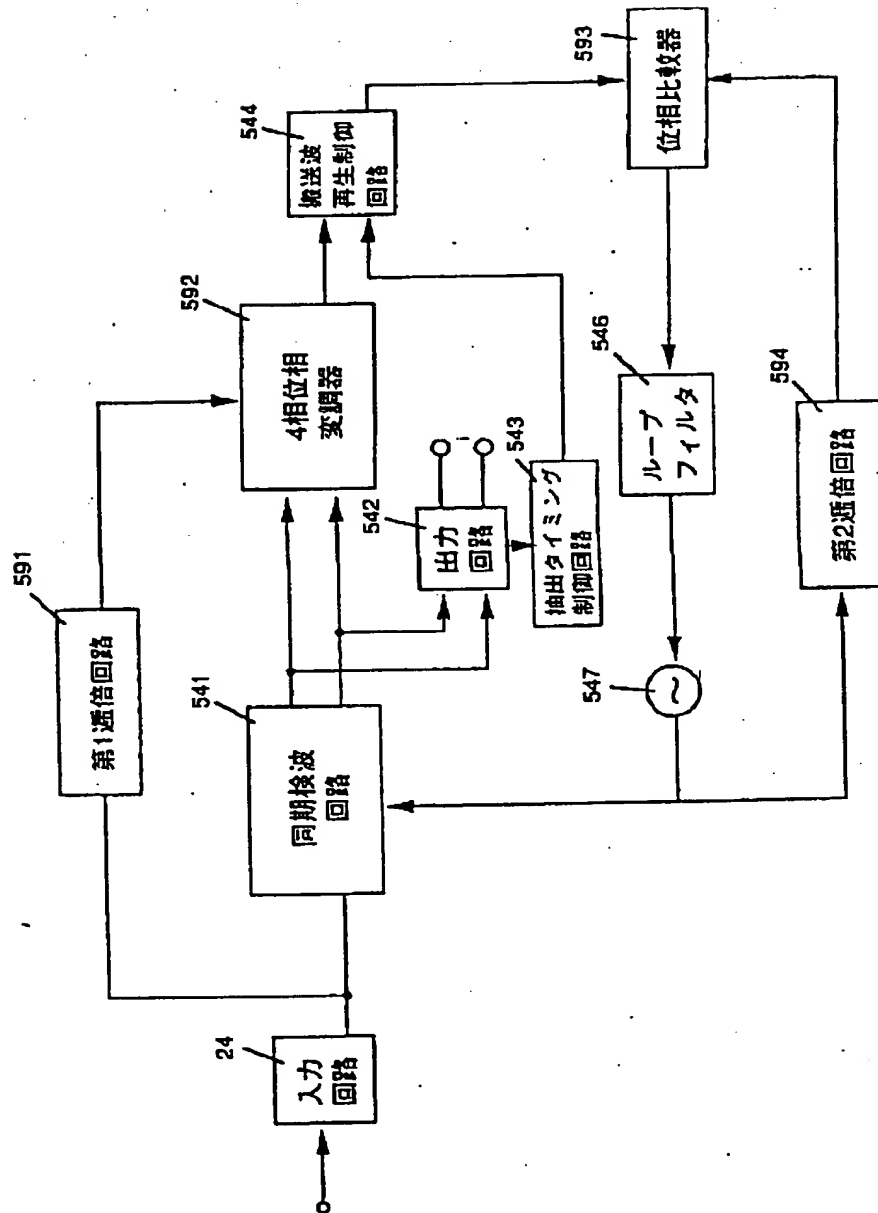 24
入力
回路
591
第1逓倍回路
541
同期検波
回路
592
4相位相
変調器
542
出力
回路
543
抽出タイミング
制御回路
544
搬送波
再生制御
回路
593
位相比較器
546
ループ
フィルタ
547
~
594
第2逓倍回路